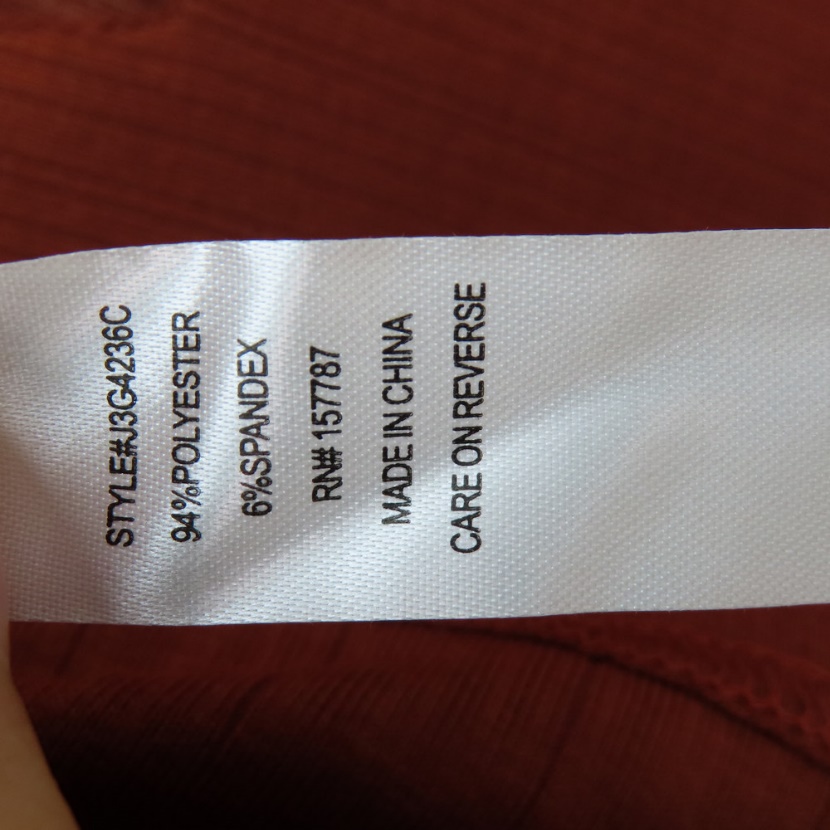 STYLE#J3G4236C
94%POLYESTER
6%SPANDEX
RN# 157787
MADE IN CHINA
CARE ON REVERSE